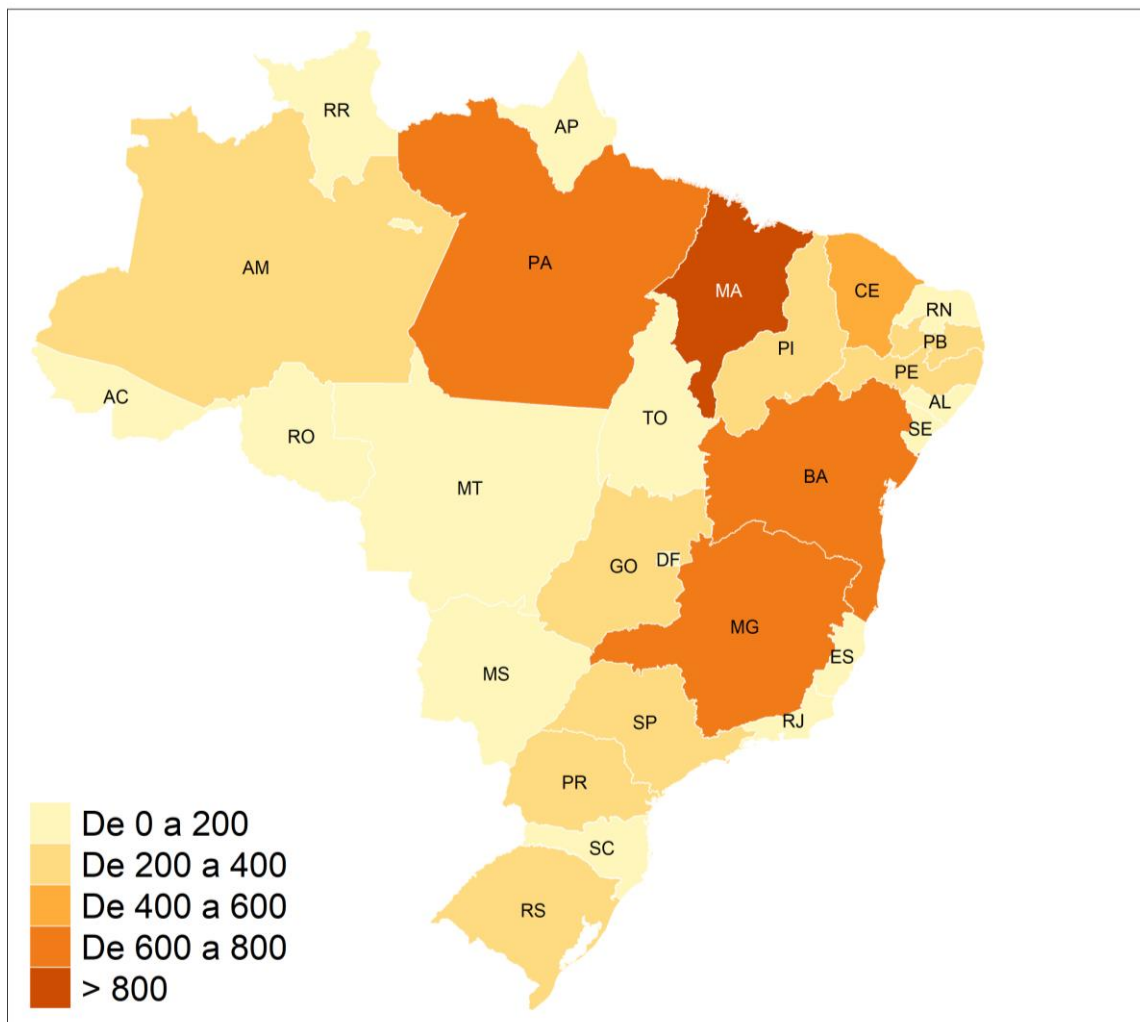 RR
AP
AM
PA
MA
CE
RN
PB
PI
PE
AC
AL
TO
SE
RO
BA
MT
DF
GO
MG
ES
MS
SP
RJ
PR
SC
RS
De 0 a 200
De 200 a 400
De 400 a 600
De 600 a 800
> 800